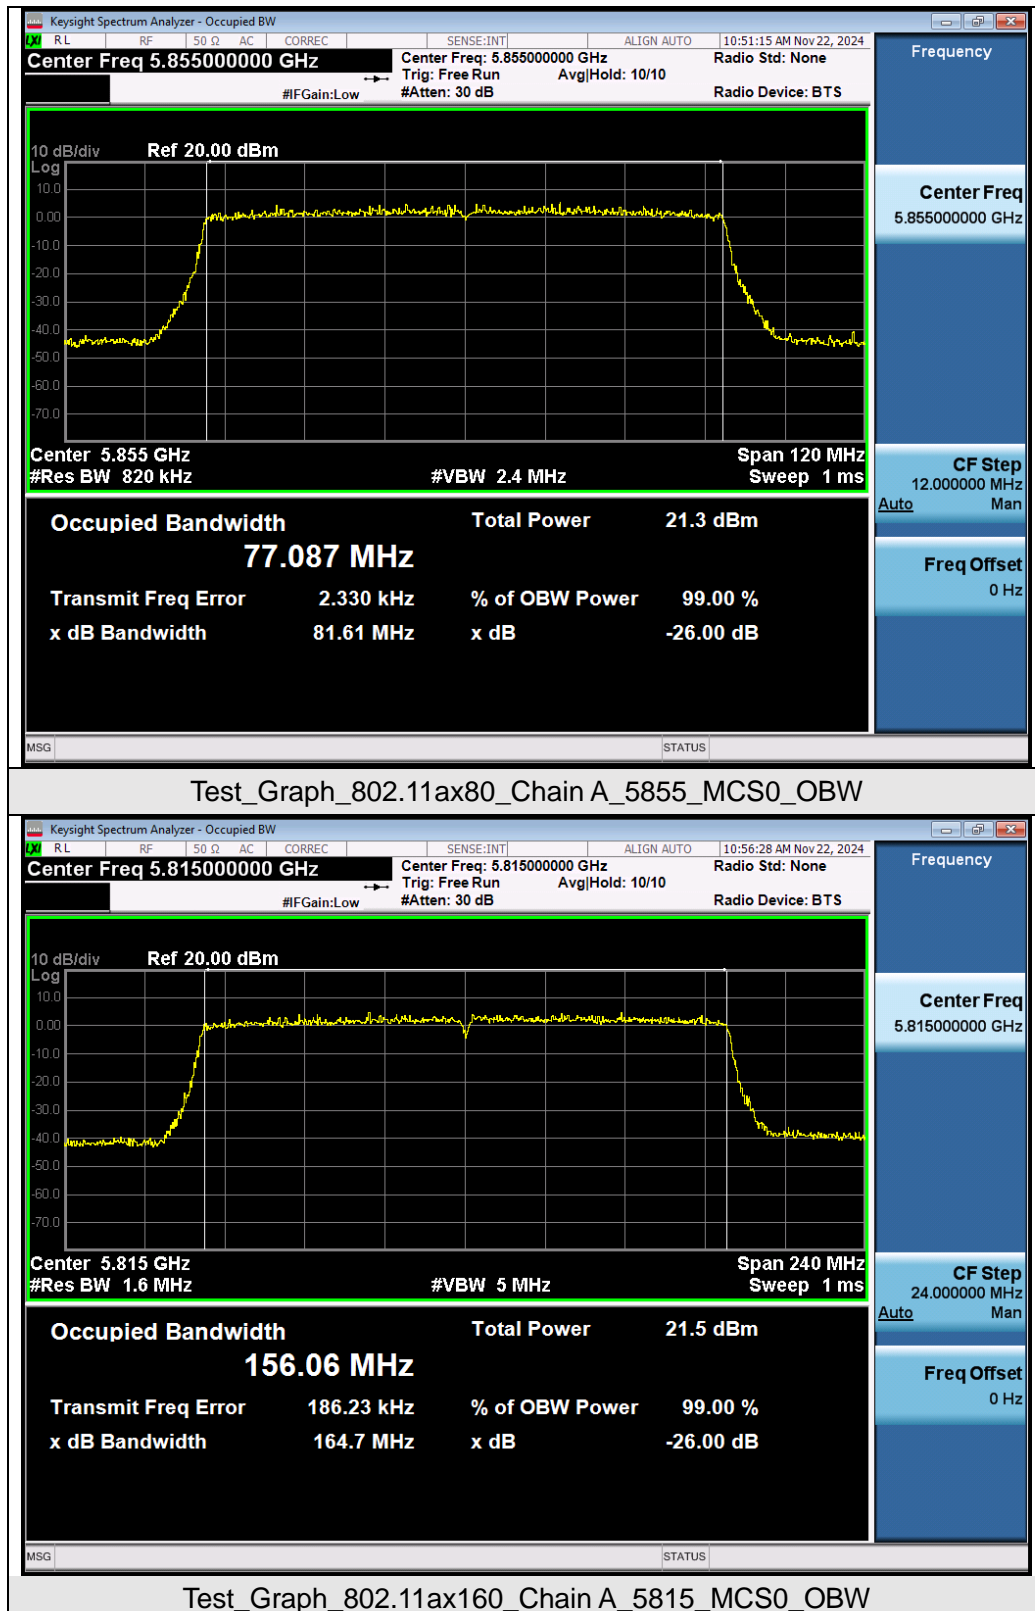 Keysight Spectrum Analyzer - Occupied BW
LXI RL RF 50 Ω AC CORREC SENSE:INT ALIGN AUTO 10:51:15 AM Nov 22, 2024
Center Freq 5.855000000 GHz
Center Freq: 5.855000000 GHz Radio Std: None
Trig: Free Run Avg|Hold: 10/10
#IFGain:Low #Atten: 30 dB Radio Device: BTS
Frequency
10 dB/div Ref 20.00 dBm
Log
10.0
0.00
-10.0
-20.0
-30.0
-40.0
-50.0
-60.0
-70.0
Center Freq
5.855000000 GHz
Center 5.855 GHz Span 120 MHz
#Res BW 820 kHz #VBW 2.4 MHz Sweep 1 ms
CF Step
12.000000 MHz
Auto Man
Freq Offset
0 Hz
Occupied Bandwidth Total Power 21.3 dBm
77.087 MHz
Transmit Freq Error 2.330 kHz % of OBW Power 99.00 %
x dB Bandwidth 81.61 MHz x dB -26.00 dB
MSG STATUS
Test_Graph_802.11ax80_Chain A_5855_MCS0_OBW
Keysight Spectrum Analyzer - Occupied BW
LXI RL RF 50 Ω AC CORREC SENSE:INT ALIGN AUTO 10:56:28 AM Nov 22, 2024
Center Freq 5.815000000 GHz
Center Freq: 5.815000000 GHz Radio Std: None
Trig: Free Run Avg|Hold: 10/10
#IFGain:Low #Atten: 30 dB Radio Device: BTS
Frequency
10 dB/div Ref 20.00 dBm
Log
10.0
0.00
-10.0
-20.0
-30.0
-40.0
-50.0
-60.0
-70.0
Center Freq
5.815000000 GHz
Center 5.815 GHz Span 240 MHz
#Res BW 1.6 MHz #VBW 5 MHz Sweep 1 ms
CF Step
24.000000 MHz
Auto Man
Freq Offset
0 Hz
Occupied Bandwidth Total Power 21.5 dBm
156.06 MHz
Transmit Freq Error 186.23 kHz % of OBW Power 99.00 %
x dB Bandwidth 164.7 MHz x dB -26.00 dB
MSG STATUS
Test_Graph_802.11ax160_Chain A_5815_MCS0_OBW